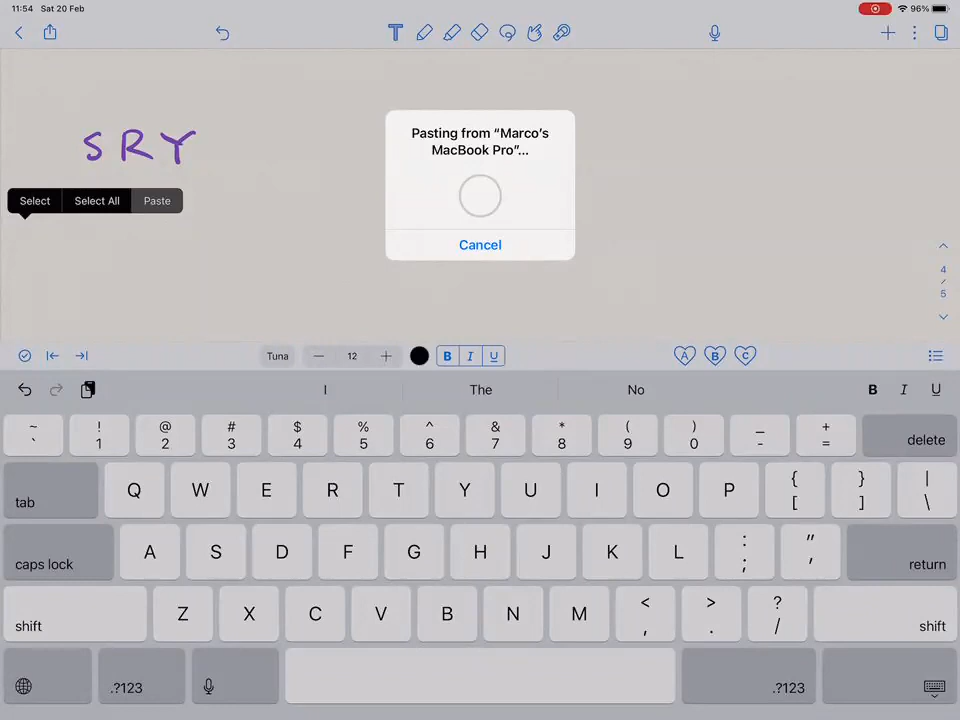 11:54 Sat 20 Feb 96%
S R Y
Select Select All Paste
Pasting from “Marco’s
MacBook Pro”...
Cancel
4
/
5
Tuna — 12 + B I U A B C
I The No B I U
~ ! @ # $ % ^ & * ( ) _ +
` 1 2 3 4 5 6 7 8 9 0 - = delete
tab Q W E R T Y U I O P { [ } ] | \
caps lock A S D F G H J K L : ; " ' return
shift Z X C V B N M < , > . ? / shift
.?123 .?123